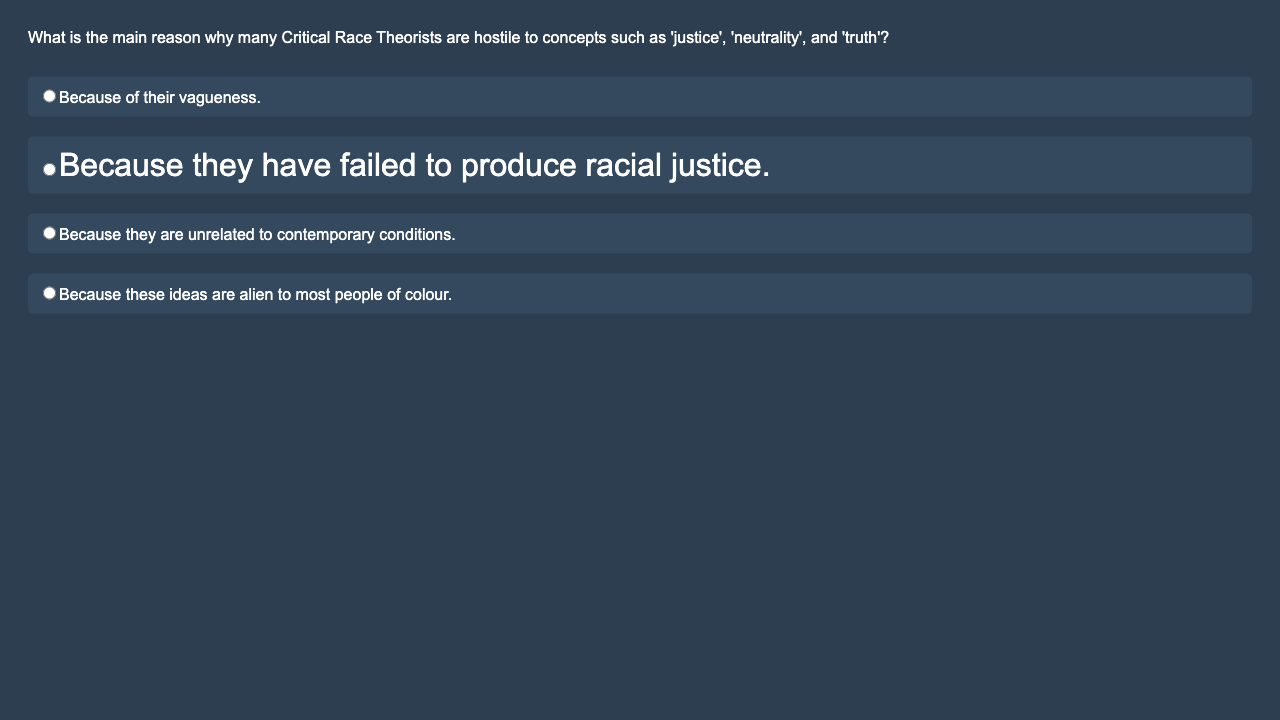 What is the main reason why many Critical Race Theorists are hostile to concepts such as 'justice', 'neutrality', and 'truth'?
Because of their vagueness.
Because they have failed to produce racial justice.
Because they are unrelated to contemporary conditions.
Because these ideas are alien to most people of colour.